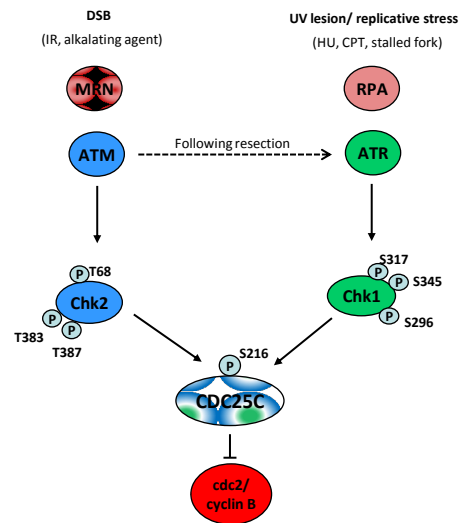 DSB
(IR, alkalating agent)
UV lesion/ replicative stress
(HU, CPT, stalled fork)
MRN
RPA
ATM
Following resection
ATR
P
T68
Chk2
T383
P
P
T387
S317
P
P
S345
Chk1
P
S296
P
S216
CDC25C
cdc2/
cyclin B